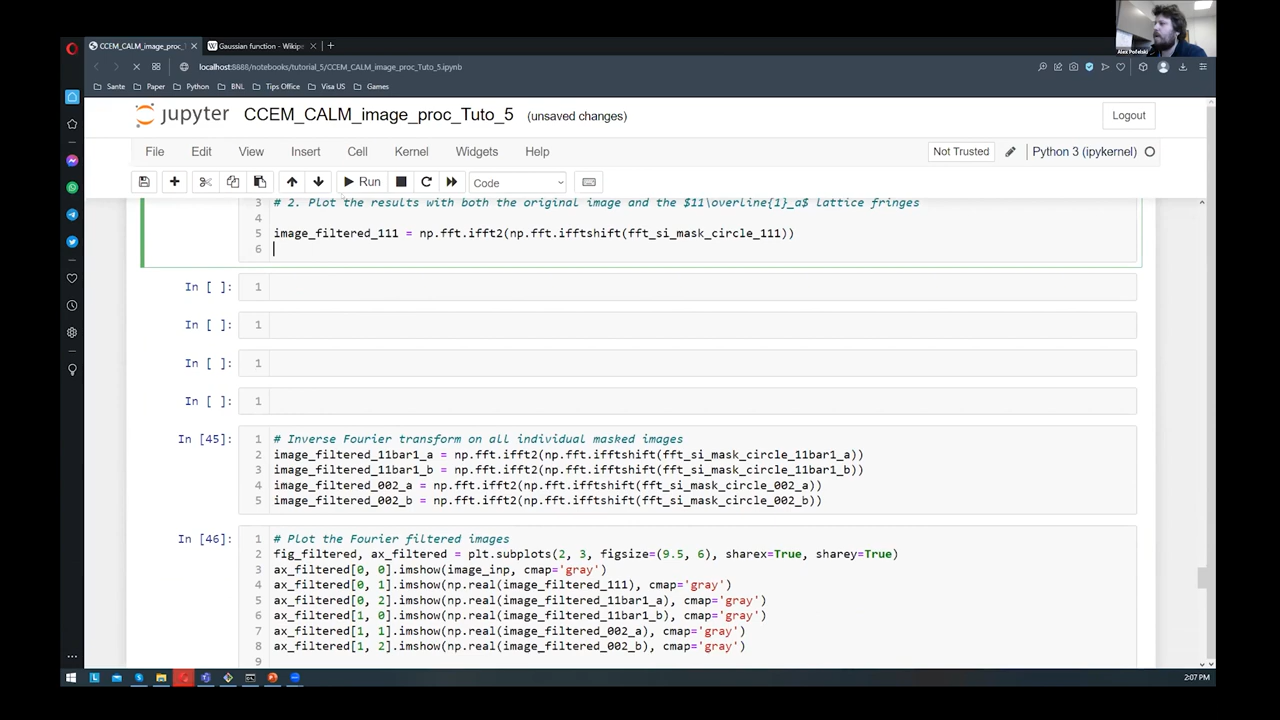 CCEM_CALM_image_proc_
Gaussian function - Wikipe
localhost:8888/notebooks/tutorial_5/CCEM_CALM_image_proc_Tuto_5.ipynb
Sante Paper Python BNL Tips Office Visa US Games
Alex Pofelski
jupyter CCEM_CALM_image_proc_Tuto_5 (unsaved changes) Logout
File Edit View Insert Cell Kernel Widgets Help Not Trusted Python 3 (ipykernel)
Run Code
3 # 2. Plot the results with both the original image and the $11\overline{1}_a$ lattice fringes
4
5 image_filtered_111 = np.fft.ifft2(np.fft.ifftshift(fft_si_mask_circle_111))
6
In [ ]: 1
In [ ]: 1
In [ ]: 1
In [ ]: 1
In [45]: 1 # Inverse Fourier transform on all individual masked images
2 image_filtered_11bar1_a = np.fft.ifft2(np.fft.ifftshift(fft_si_mask_circle_11bar1_a))
3 image_filtered_11bar1_b = np.fft.ifft2(np.fft.ifftshift(fft_si_mask_circle_11bar1_b))
4 image_filtered_002_a = np.fft.ifft2(np.fft.ifftshift(fft_si_mask_circle_002_a))
5 image_filtered_002_b = np.fft.ifft2(np.fft.ifftshift(fft_si_mask_circle_002_b))
In [46]: 1 # Plot the Fourier filtered images
2 fig_filtered, ax_filtered = plt.subplots(2, 3, figsize=(9.5, 6), sharex=True, sharey=True)
3 ax_filtered[0, 0].imshow(image_inp, cmap='gray')
4 ax_filtered[0, 1].imshow(np.real(image_filtered_111), cmap='gray')
5 ax_filtered[0, 2].imshow(np.real(image_filtered_11bar1_a), cmap='gray')
6 ax_filtered[1, 0].imshow(np.real(image_filtered_11bar1_b), cmap='gray')
7 ax_filtered[1, 1].imshow(np.real(image_filtered_002_a), cmap='gray')
8 ax_filtered[1, 2].imshow(np.real(image_filtered_002_b), cmap='gray')
9
2:07 PM